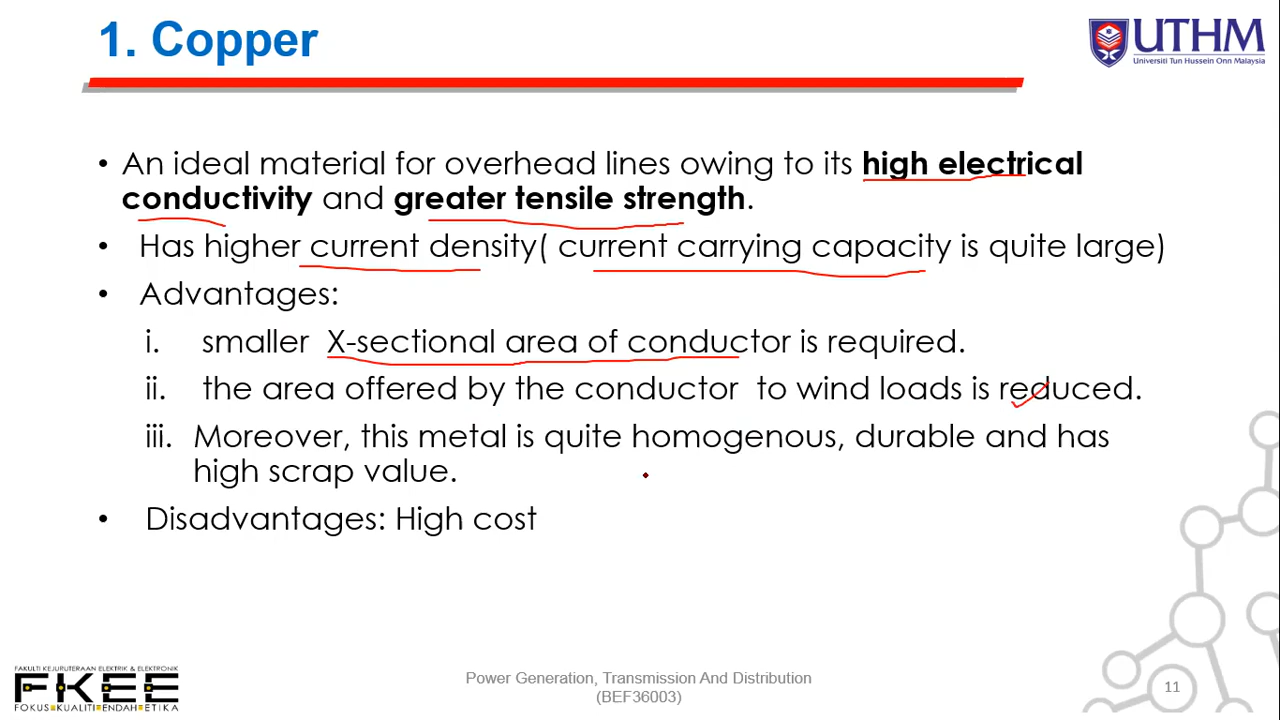 1. Copper
UTHM
Universiti Tun Hussein Onn Malaysia
• An ideal material for overhead lines owing to its high electrical
conductivity and greater tensile strength.
• Has higher current density( current carrying capacity is quite large)
• Advantages:
i. smaller X-sectional area of conductor is required.
ii. the area offered by the conductor to wind loads is reduced.
iii. Moreover, this metal is quite homogenous, durable and has
high scrap value.
• Disadvantages: High cost
FAKULTI KEJURUTERAAN ELEKTRIK & ELEKTRONIK
FKEE
FOKUS KUALITI ENDAH ETIKA
Power Generation, Transmission And Distribution
(BEF36003)
11